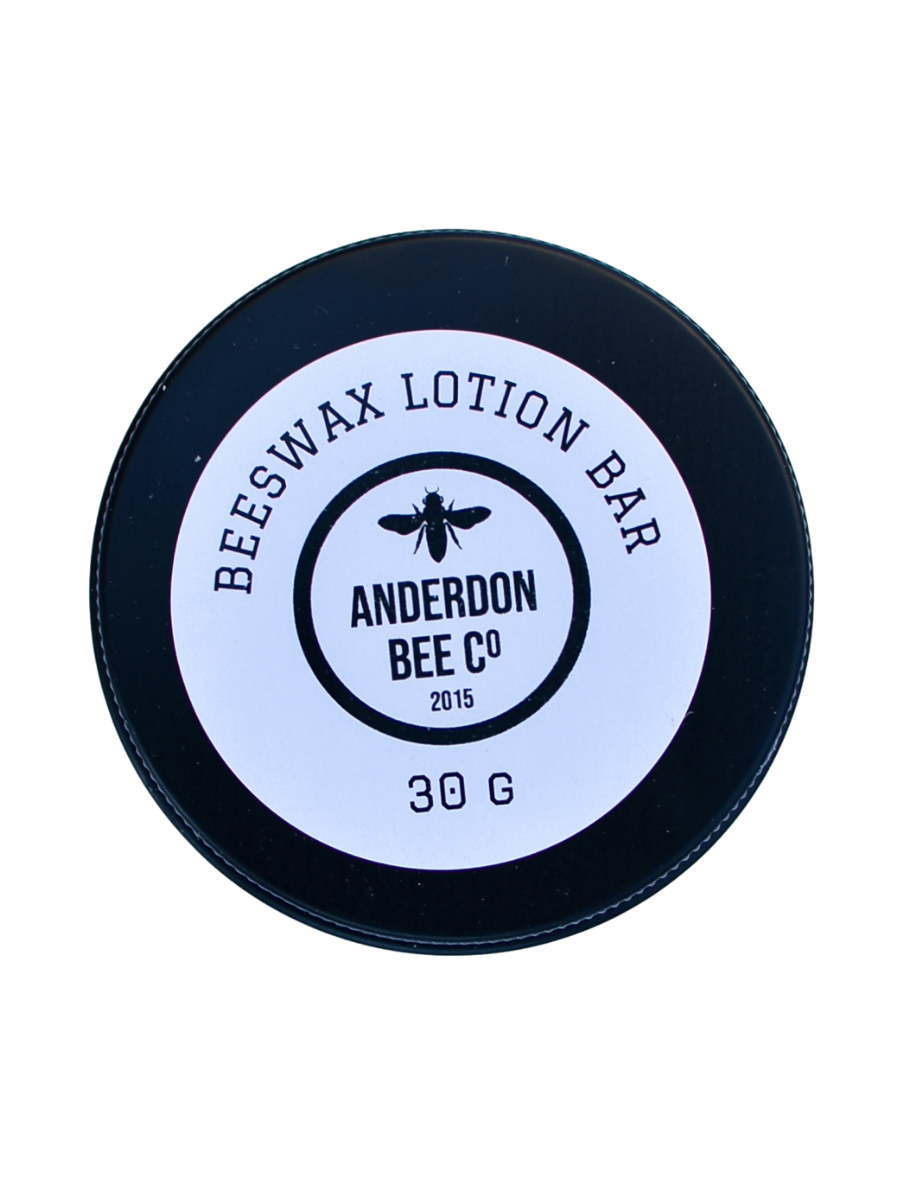 BEESWAX LOTION BAR
ANDERDON
BEE Cº
2015
30 G